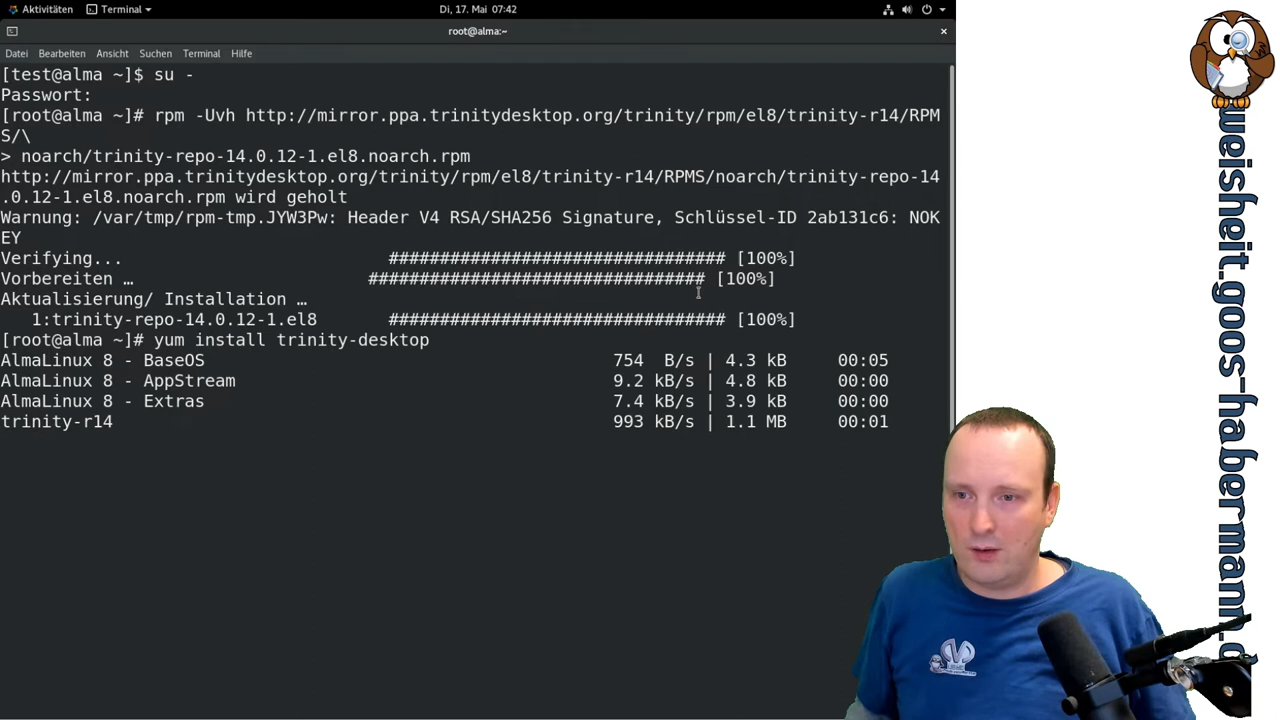 Aktivitäten
Terminal
Di, 17. Mai 07:42
root@alma:~
Datei Bearbeiten Ansicht Suchen Terminal Hilfe
[test@alma ~]$ su -
Passwort:
[root@alma ~]# rpm -Uvh http://mirror.ppa.trinitydesktop.org/trinity/rpm/el8/trinity-r14/RPM
S/\
> noarch/trinity-repo-14.0.12-1.el8.noarch.rpm
http://mirror.ppa.trinitydesktop.org/trinity/rpm/el8/trinity-r14/RPMS/noarch/trinity-repo-14
.0.12-1.el8.noarch.rpm wird geholt
Warnung: /var/tmp/rpm-tmp.JYW3Pw: Header V4 RSA/SHA256 Signature, Schlüssel-ID 2ab131c6: NOK
EY
Verifying... ################################# [100%]
Vorbereiten … ################################# [100%]
Aktualisierung/ Installation …
1:trinity-repo-14.0.12-1.el8 ################################# [100%]
[root@alma ~]# yum install trinity-desktop
AlmaLinux 8 - BaseOS 754 B/s | 4.3 kB 00:05
AlmaLinux 8 - AppStream 9.2 kB/s | 4.8 kB 00:00
AlmaLinux 8 - Extras 7.4 kB/s | 3.9 kB 00:00
trinity-r14 993 kB/s | 1.1 MB 00:01
weisheit.goos-habermann.d